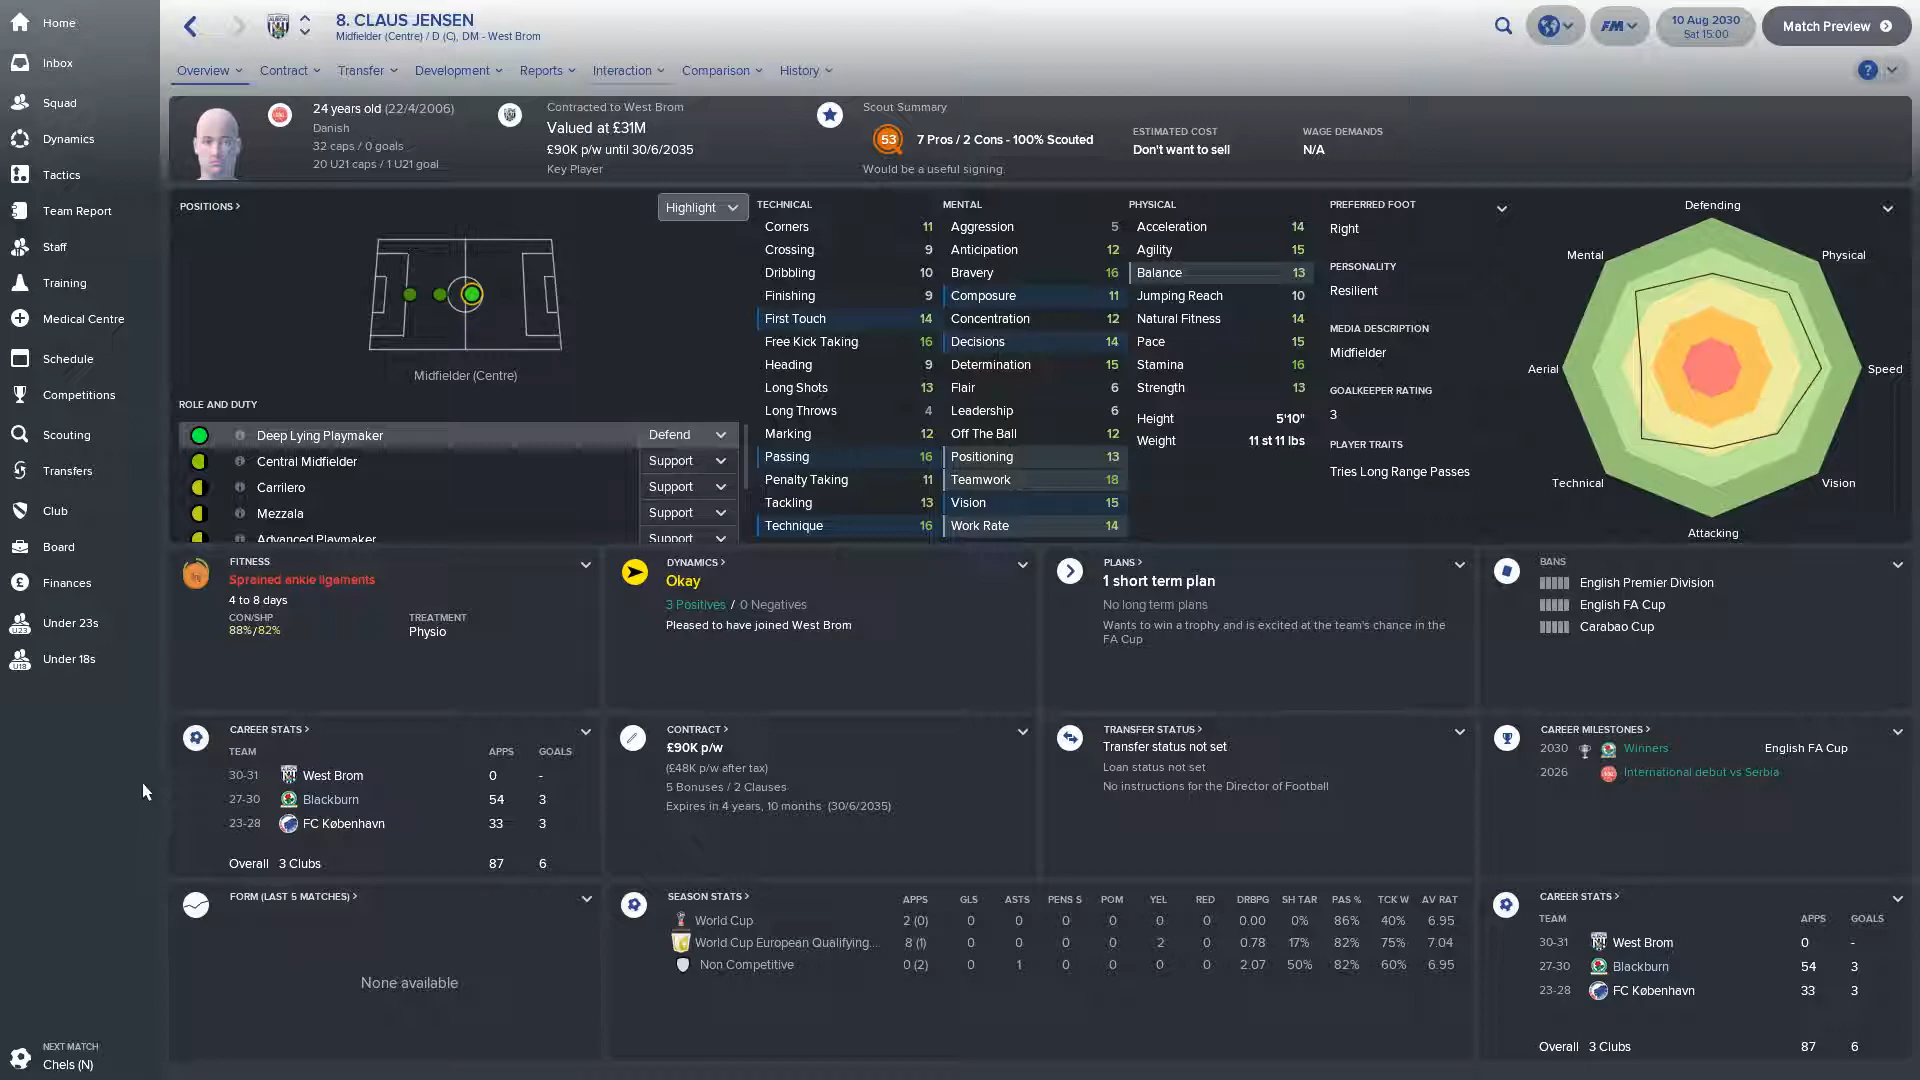 Home
Inbox
Squad
Dynamics
Tactics
Team Report
Staff
Training
Medical Centre
Schedule
Competitions
Scouting
Transfers
Club
Board
Finances
Under 23s
Under 18s
NEXT MATCH
Chels (N)
8. CLAUS JENSEN
Midfielder (Centre) / D (C), DM - West Brom
FM
10 Aug 2030
Sat 15:00
Match Preview
Overview
Contract
Transfer
Development
Reports
Interaction
Comparison
History
?
24 years old (22/4/2006)
Danish
32 caps / 0 goals
20 U21 caps / 1 U21 goal
Contracted to West Brom
Valued at £31M
£90K p/w until 30/6/2035
Key Player
Scout Summary
53
7 Pros / 2 Cons - 100% Scouted
Would be a useful signing.
ESTIMATED COST
Don't want to sell
WAGE DEMANDS
N/A
POSITIONS >
Highlight
Midfielder (Centre)
ROLE AND DUTY
Deep Lying Playmaker Defend
Central Midfielder Support
Carrilero Support
Mezzala Support
Advanced Playmaker Support
TECHNICAL
Corners 11
Crossing 9
Dribbling 10
Finishing 9
First Touch 14
Free Kick Taking 16
Heading 9
Long Shots 13
Long Throws 4
Marking 12
Passing 16
Penalty Taking 11
Tackling 13
Technique 16
MENTAL
Aggression 5
Anticipation 12
Bravery 16
Composure 11
Concentration 12
Decisions 14
Determination 15
Flair 6
Leadership 6
Off The Ball 12
Positioning 13
Teamwork 18
Vision 15
Work Rate 14
PHYSICAL
Acceleration 14
Agility 15
Balance 13
Jumping Reach 10
Natural Fitness 14
Pace 15
Stamina 16
Strength 13
Height 5'10"
Weight 11 st 11 lbs
PREFERRED FOOT
Right
PERSONALITY
Resilient
MEDIA DESCRIPTION
Midfielder
GOALKEEPER RATING
3
PLAYER TRAITS
Tries Long Range Passes
Defending
Physical
Speed
Vision
Attacking
Technical
Aerial
Mental
FITNESS
Sprained ankle ligaments
4 to 8 days
CON/SHP
88%/82%
TREATMENT
Physio
DYNAMICS >
Okay
3 Positives / 0 Negatives
Pleased to have joined West Brom
PLANS >
1 short term plan
No long term plans
Wants to win a trophy and is excited at the team's chance in the
FA Cup
BANS
English Premier Division
English FA Cup
Carabao Cup
CAREER STATS >
TEAM APPS GOALS
30-31 West Brom 0 -
27-30 Blackburn 54 3
23-28 FC København 33 3
Overall 3 Clubs 87 6
CONTRACT >
£90K p/w
(£48K p/w after tax)
5 Bonuses / 2 Clauses
Expires in 4 years, 10 months (30/6/2035)
TRANSFER STATUS >
Transfer status not set
Loan status not set
No instructions for the Director of Football
CAREER MILESTONES >
2030 Winners English FA Cup
2026 International debut vs Serbia
FORM (LAST 5 MATCHES) >
None available
SEASON STATS > APPS GLS ASTS PENS S POM YEL RED DRBPG SH TAR PAS % TCK W AV RAT
World Cup 2 (0) 0 0 0 0 0 0 0.00 0% 86% 40% 6.95
World Cup European Qualifying... 8 (1) 0 0 0 0 2 0 0.78 17% 82% 75% 7.04
Non Competitive 0 (2) 0 1 0 0 0 0 2.07 50% 82% 60% 6.95
CAREER STATS >
TEAM APPS GOALS
30-31 West Brom 0 -
27-30 Blackburn 54 3
23-28 FC København 33 3
Overall 3 Clubs 87 6